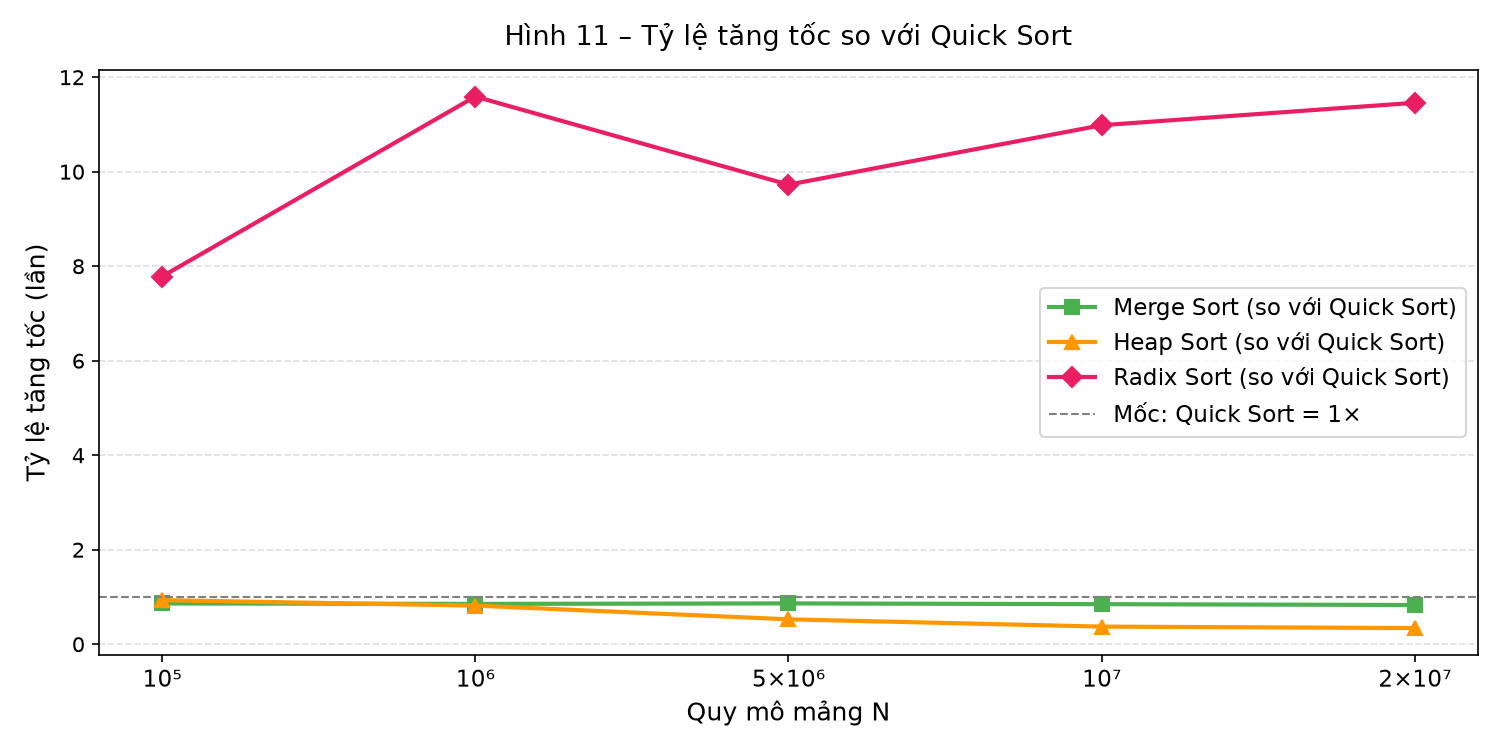 Hình 11 – Tỷ lệ tăng tốc so với Quick Sort
Tỷ lệ tăng tốc (lần)
12
10
8
6
4
2
0
Merge Sort (so với Quick Sort)
Heap Sort (so với Quick Sort)
Radix Sort (so với Quick Sort)
Mốc: Quick Sort = 1×
10⁵
10⁶
5×10⁶
10⁷
2×10⁷
Quy mô mảng N